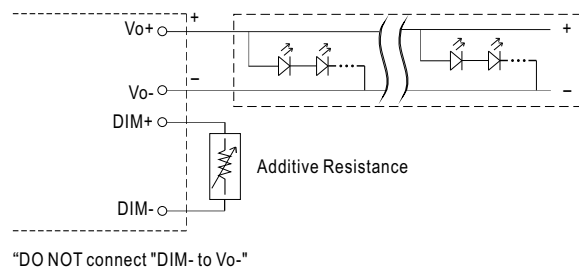 Vo+
+
+
Vo-
−
−
DIM+
Additive Resistance
DIM-
“DO NOT connect "DIM- to Vo-"